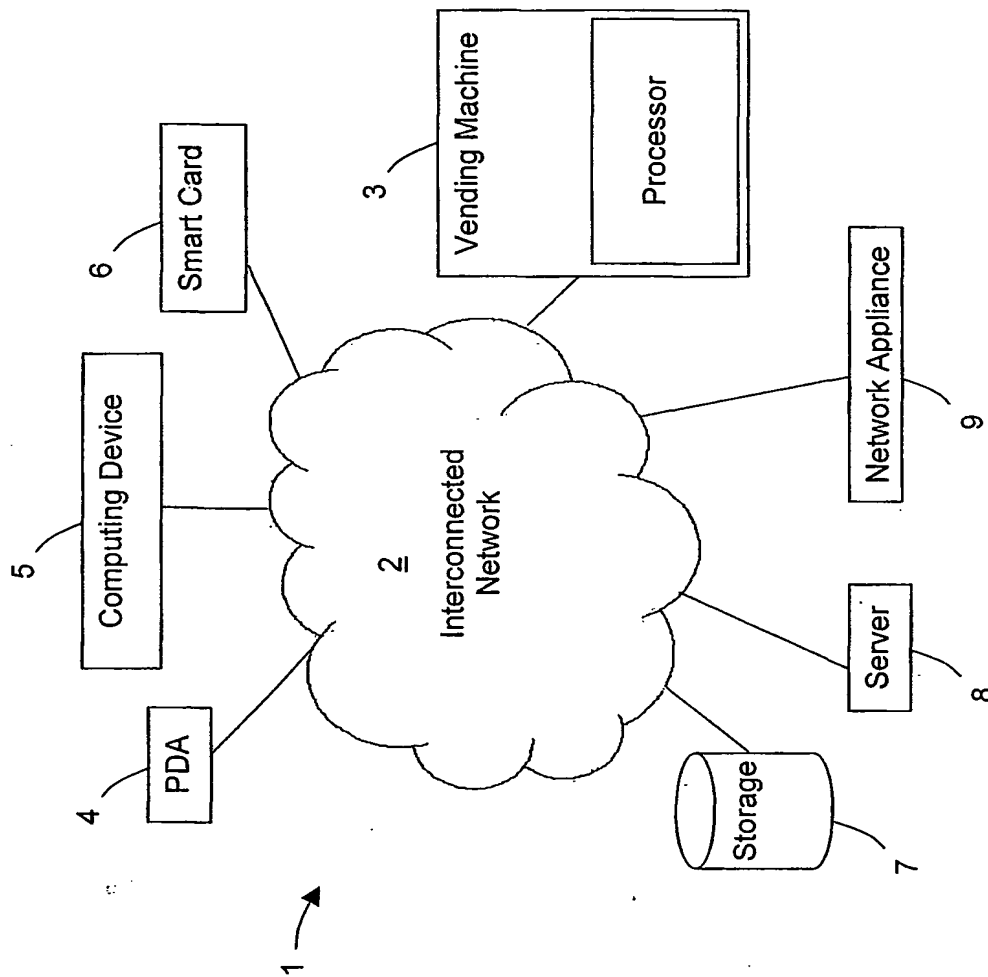 1
4
PDA
5
Computing Device
6
Smart Card
2
Interconnected
Network
3
Vending Machine
Processor
Storage
7
Server
8
Network Appliance
9